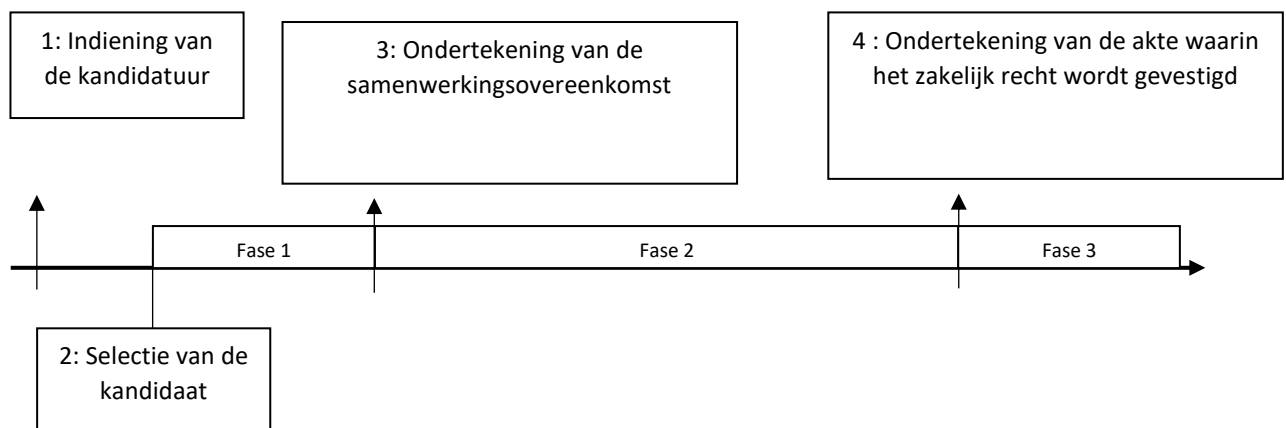 1: Indiening van
de kandidatuur
3: Ondertekening van de
samenwerkingsovereenkomst
4 : Ondertekening van de akte waarin
het zakelijk recht wordt gevestigd
Fase 1
Fase 2
Fase 3
2: Selectie van de
kandidaat